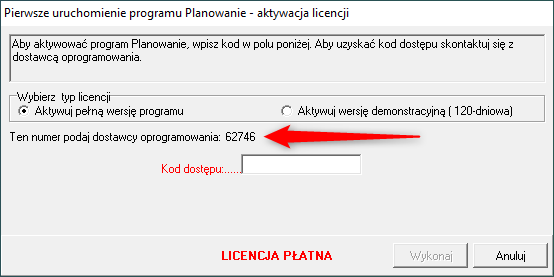 Pierwsze uruchomienie programu Planowanie - aktywacja licencji
Aby aktywować program Planowanie, wpisz kod w polu poniżej. Aby uzyskać kod dostępu skontaktuj się z
dostawcą oprogramowania.
Wybierz typ licencji
Aktywuj pełną wersję programu
Aktywuj wersję demonstracyjną ( 120-dniowa)
Ten numer podaj dostawcy oprogramowania: 62746
Kod dostępu:......
LICENCJA PŁATNA
Wykonaj
Anuluj